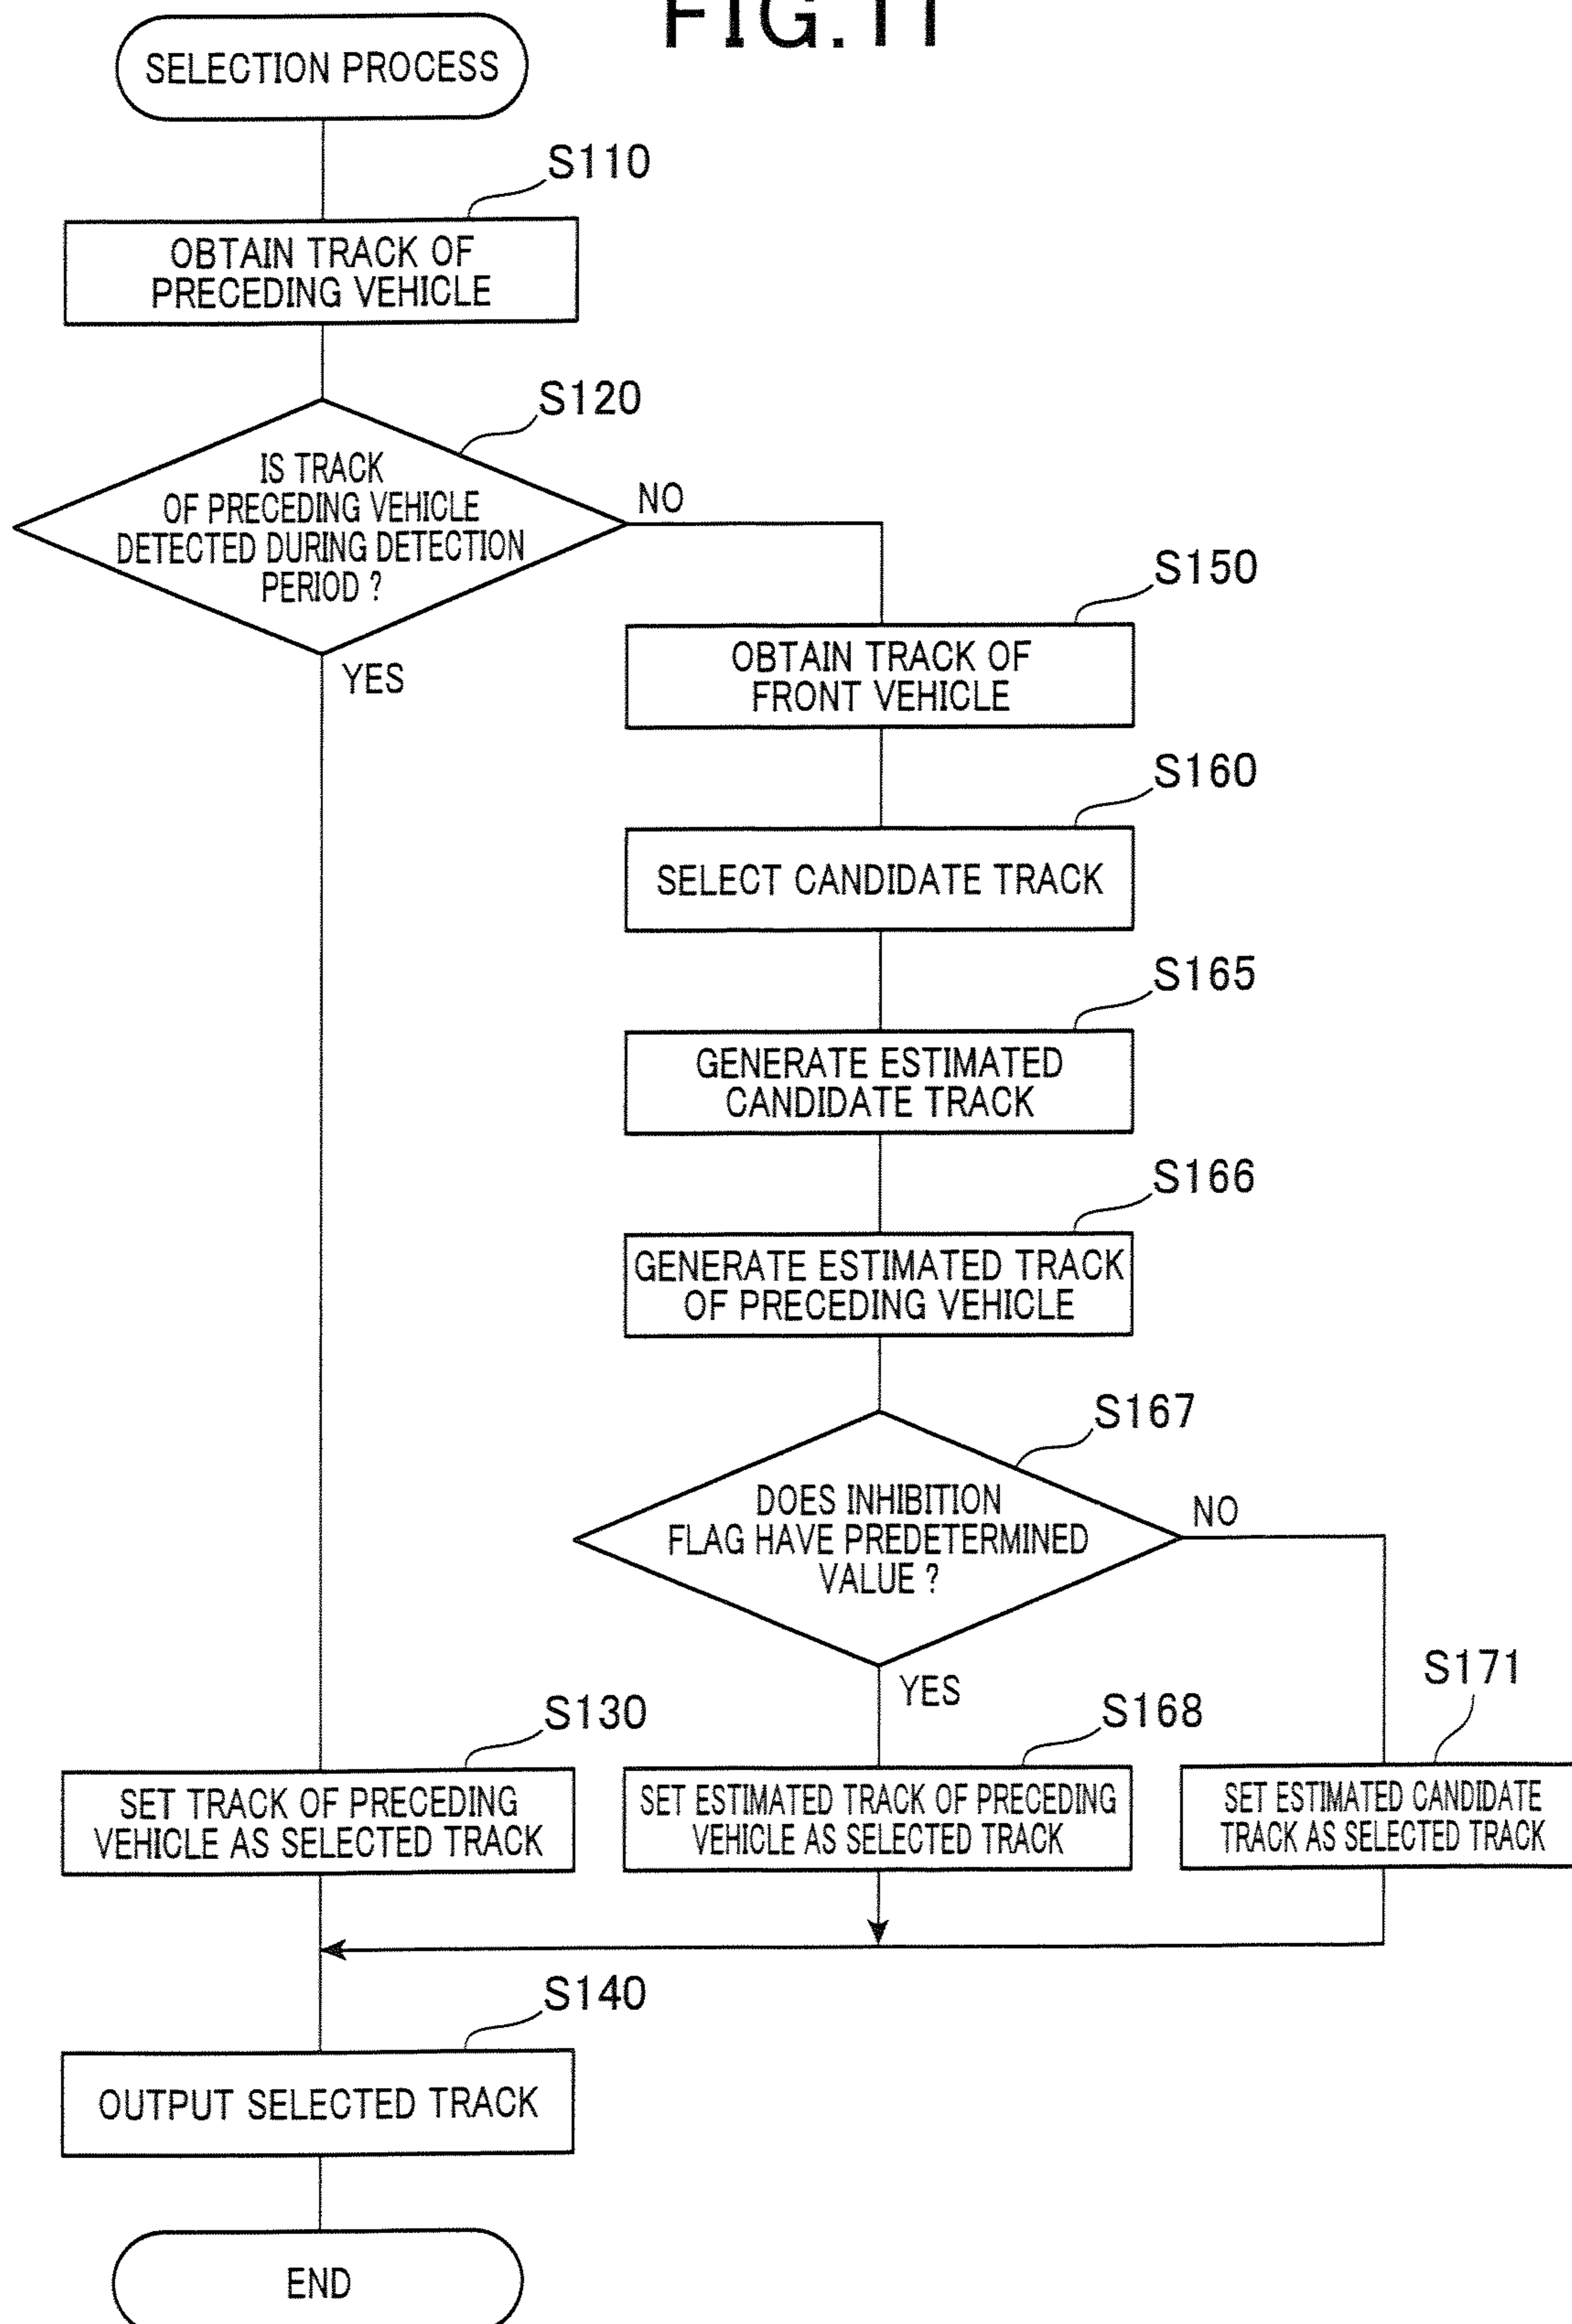 FIG.11
SELECTION PROCESS
S110
OBTAIN TRACK OF
PRECEDING VEHICLE
S120
IS TRACK
OF PRECEDING VEHICLE
DETECTED DURING DETECTION
PERIOD ?
NO
YES
S150
OBTAIN TRACK OF
FRONT VEHICLE
S160
SELECT CANDIDATE TRACK
S165
GENERATE ESTIMATED
CANDIDATE TRACK
S166
GENERATE ESTIMATED TRACK
OF PRECEDING VEHICLE
S167
DOES INHIBITION
FLAG HAVE PREDETERMINED
VALUE ?
NO
YES
S130
SET TRACK OF PRECEDING
VEHICLE AS SELECTED TRACK
S168
SET ESTIMATED TRACK OF PRECEDING
VEHICLE AS SELECTED TRACK
S171
SET ESTIMATED CANDIDATE
TRACK AS SELECTED TRACK
S140
OUTPUT SELECTED TRACK
END